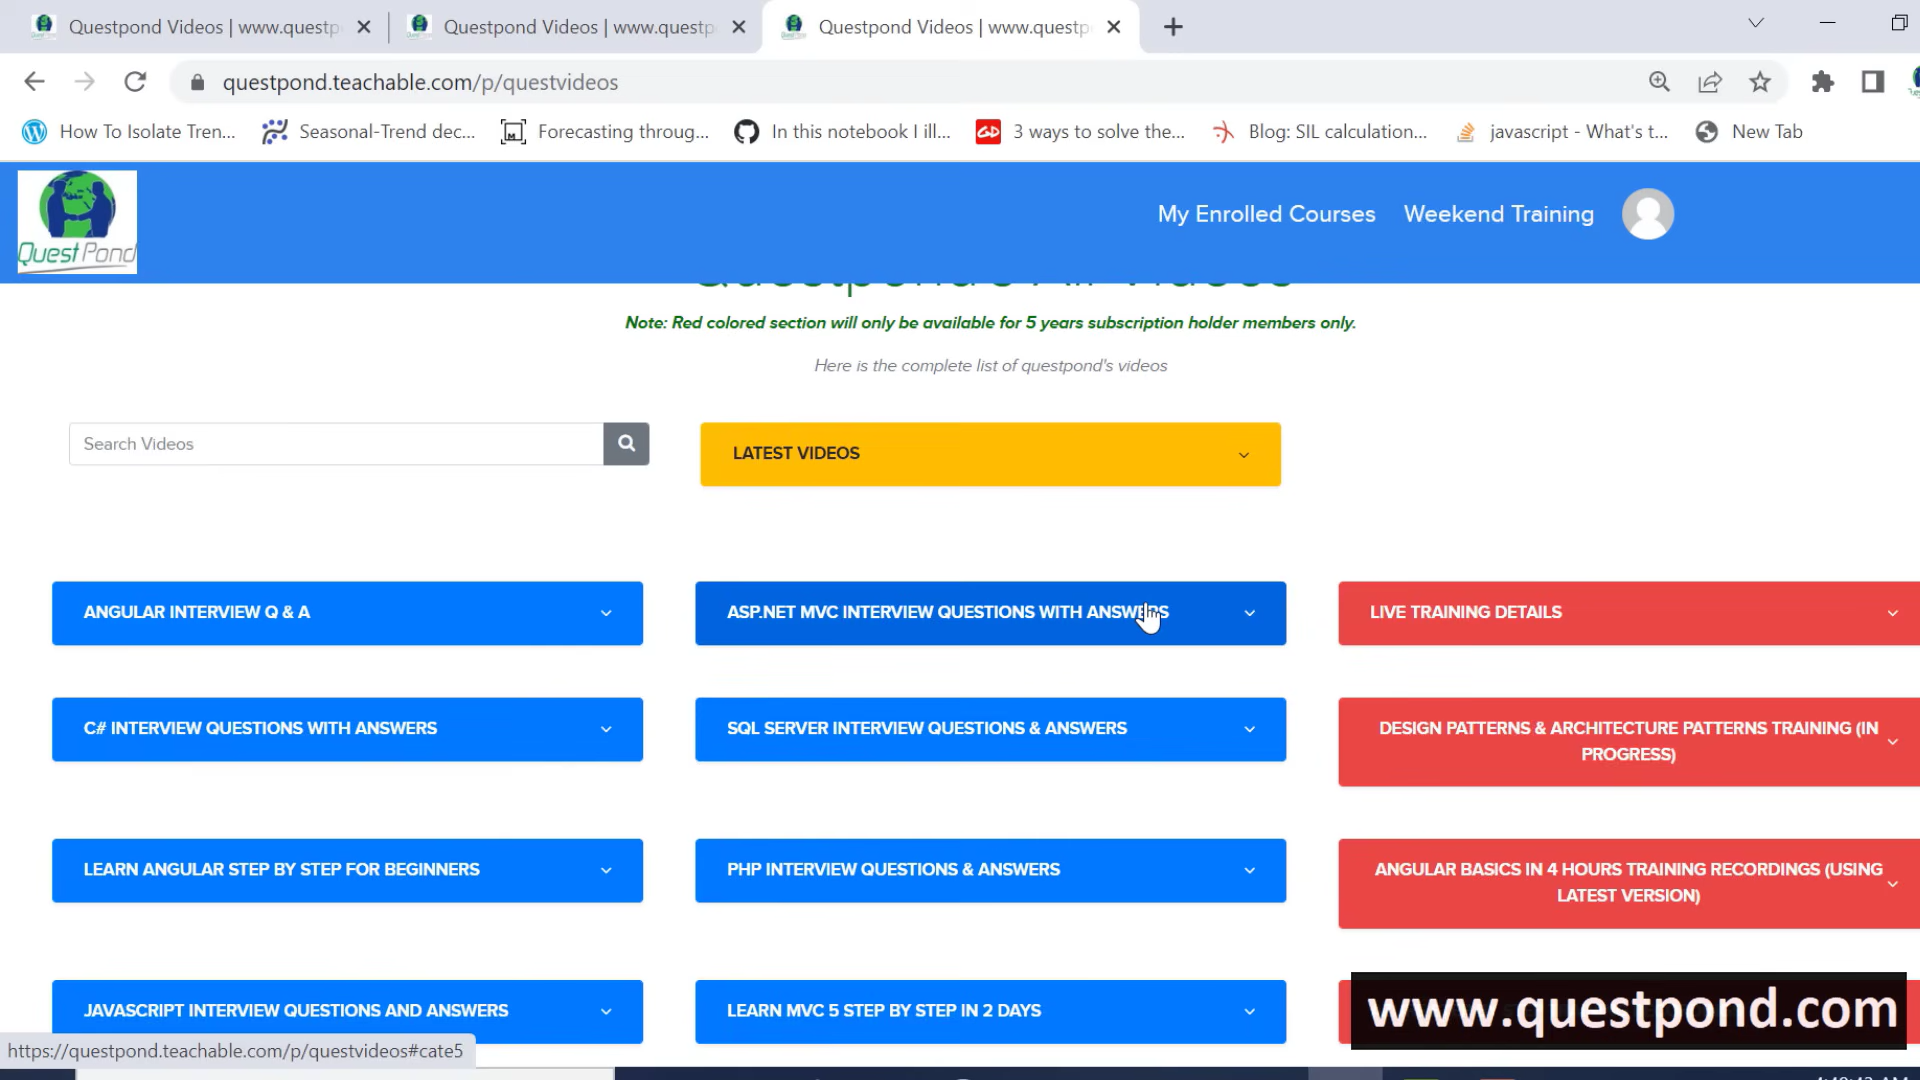 Questpond Videos | www.questp
Questpond Videos | www.questp
Questpond Videos | www.questp
questpond.teachable.com/p/questvideos
How To Isolate Tren...
Seasonal-Trend dec...
Forecasting throug...
In this notebook I ill...
3 ways to solve the...
Blog: SIL calculation...
javascript - What's t...
New Tab
QuestPond
My Enrolled Courses
Weekend Training
Note: Red colored section will only be available for 5 years subscription holder members only.
Here is the complete list of questpond's videos
Search Videos
LATEST VIDEOS
ANGULAR INTERVIEW Q & A
ASP.NET MVC INTERVIEW QUESTIONS WITH ANSWERS
LIVE TRAINING DETAILS
C# INTERVIEW QUESTIONS WITH ANSWERS
SQL SERVER INTERVIEW QUESTIONS & ANSWERS
DESIGN PATTERNS & ARCHITECTURE PATTERNS TRAINING (IN
PROGRESS)
LEARN ANGULAR STEP BY STEP FOR BEGINNERS
PHP INTERVIEW QUESTIONS & ANSWERS
ANGULAR BASICS IN 4 HOURS TRAINING RECORDINGS (USING
LATEST VERSION)
JAVASCRIPT INTERVIEW QUESTIONS AND ANSWERS
LEARN MVC 5 STEP BY STEP IN 2 DAYS
www.questpond.com
https://questpond.teachable.com/p/questvideos#cate5